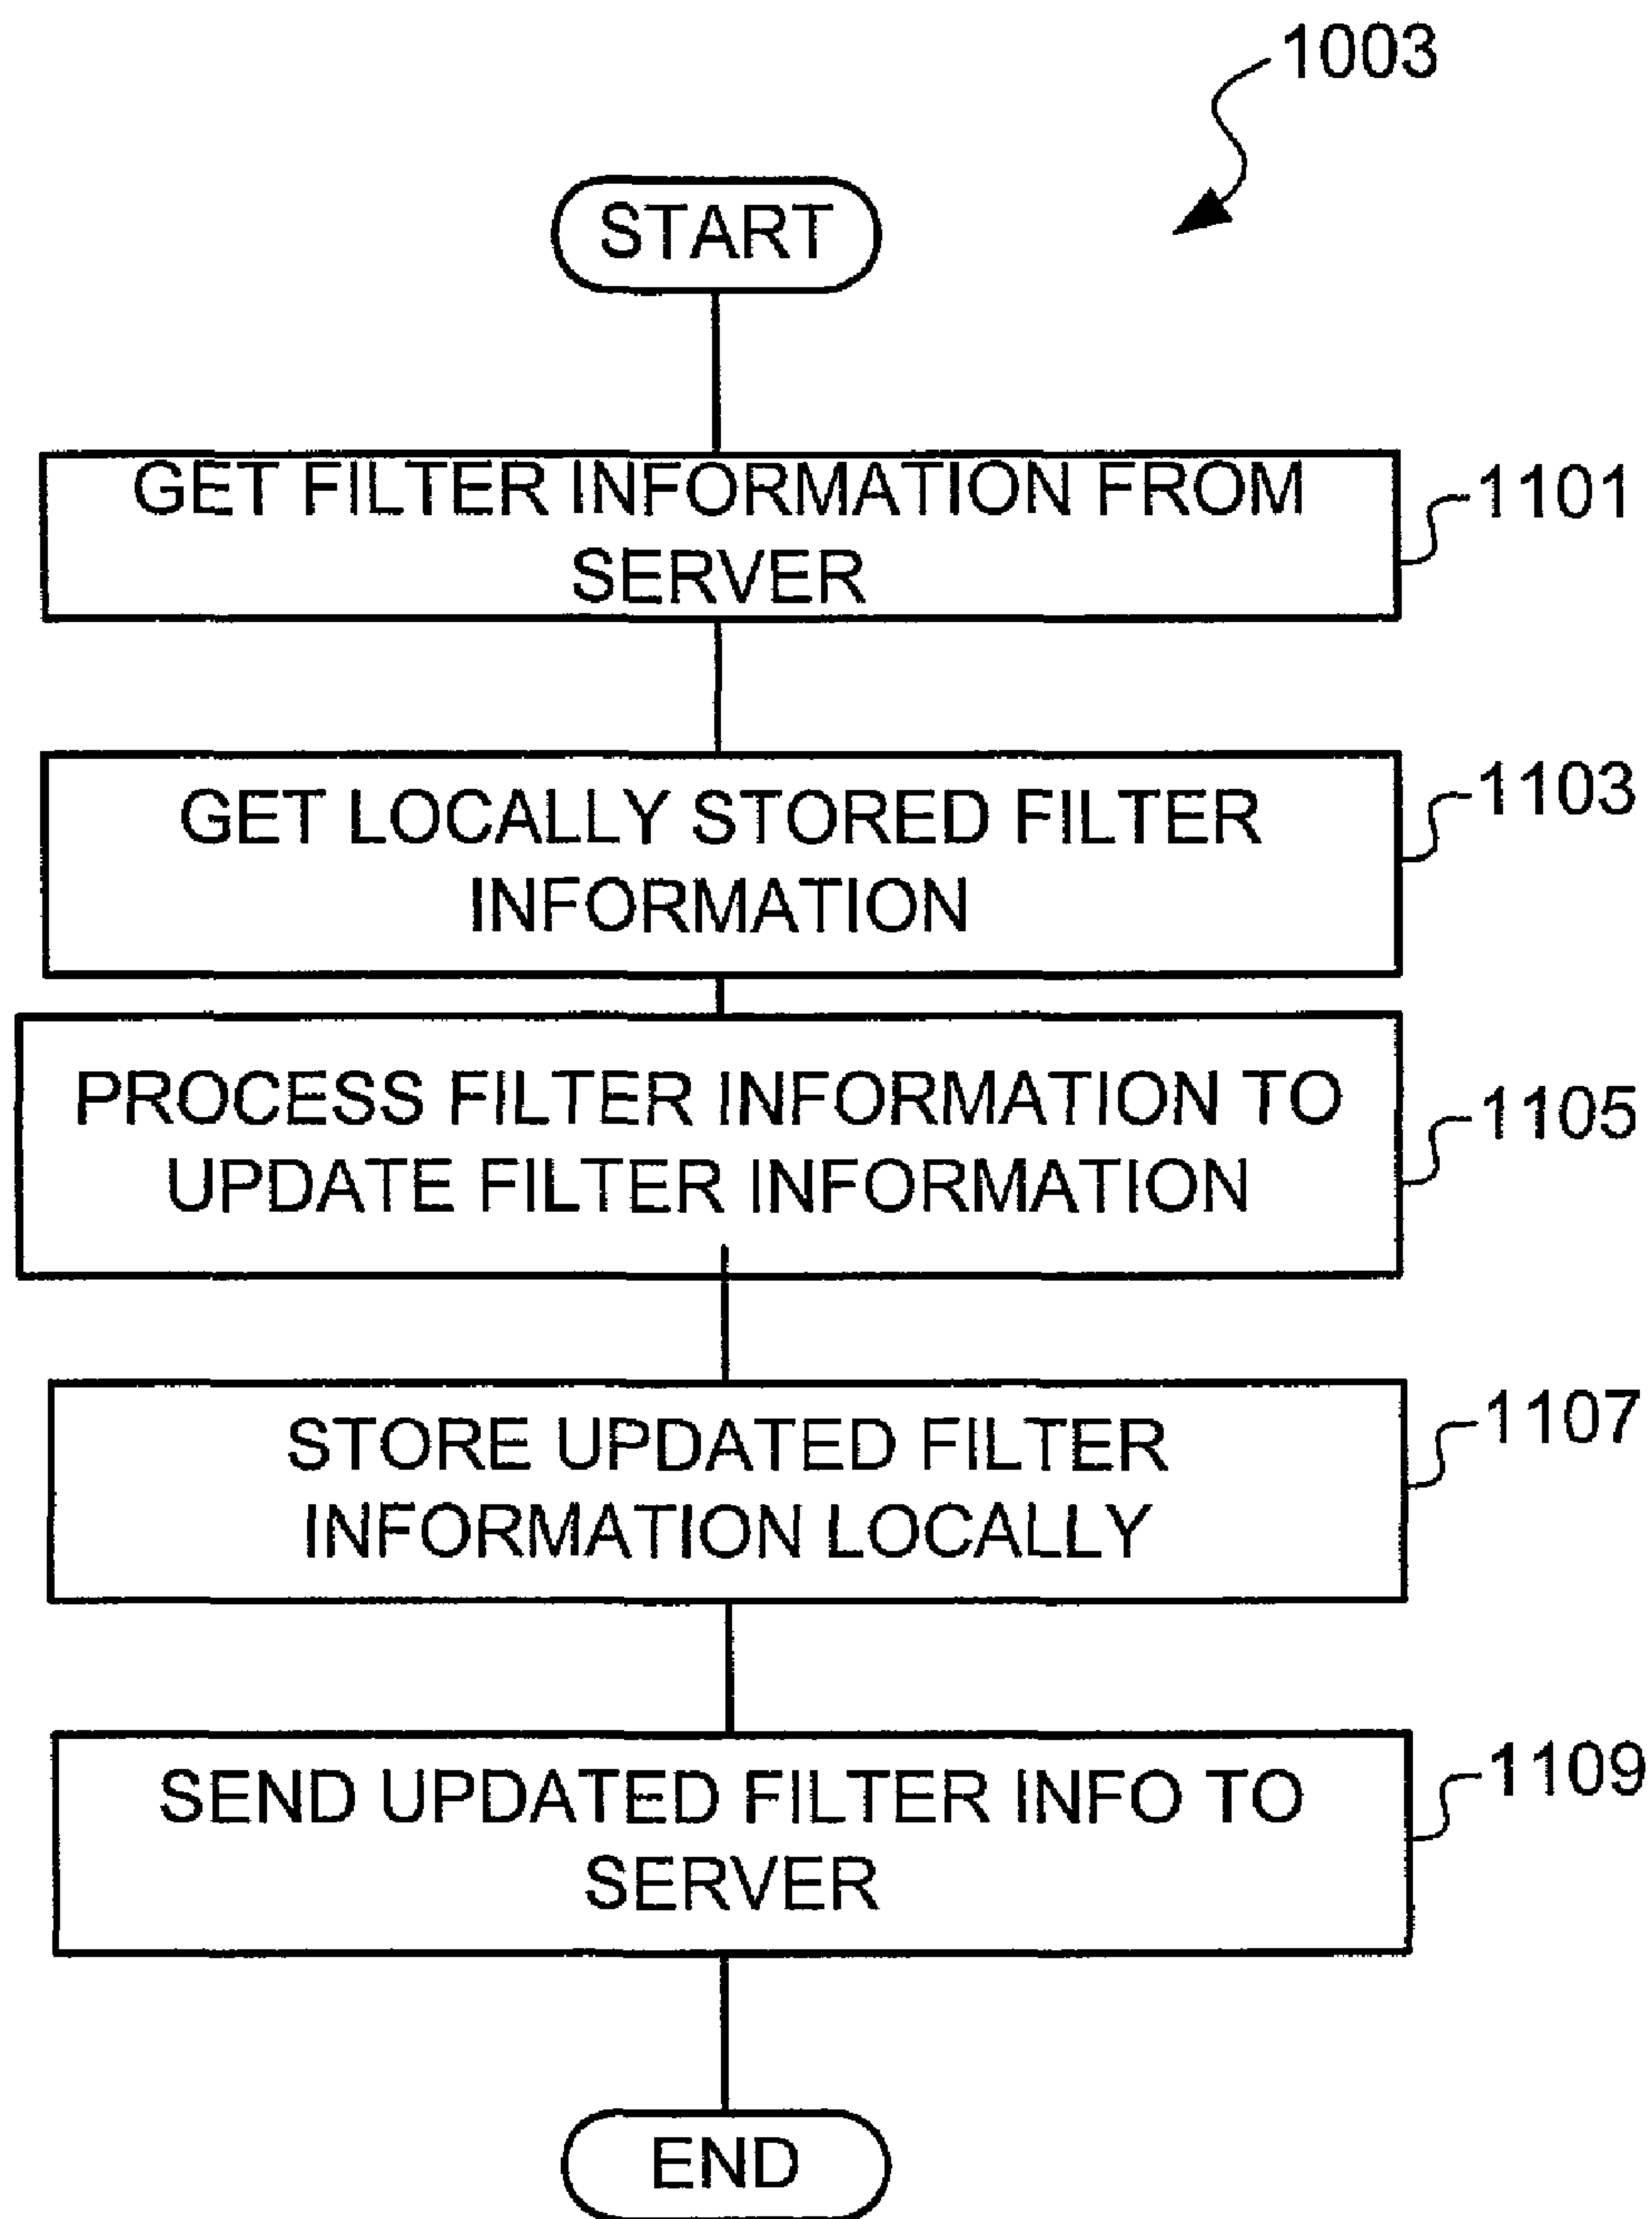 1003
START
GET FILTER INFORMATION FROM
SERVER
1101
GET LOCALLY STORED FILTER
INFORMATION
1103
PROCESS FILTER INFORMATION TO
UPDATE FILTER INFORMATION
1105
STORE UPDATED FILTER
INFORMATION LOCALLY
1107
SEND UPDATED FILTER INFO TO
SERVER
1109
END